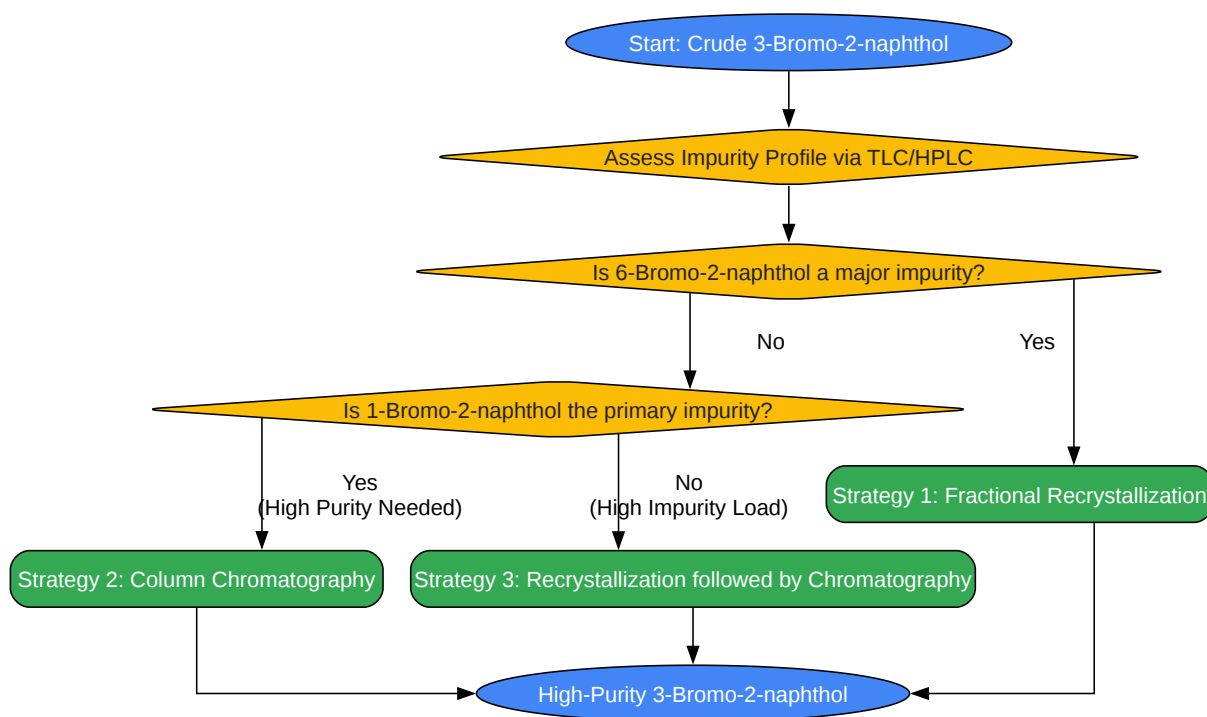 Start: Crude 3-Bromo-2-naphthol
Assess Impurity Profile via TLC/HPLC
Is 6-Bromo-2-naphthol a major impurity?
No
Yes
Is 1-Bromo-2-naphthol the primary impurity?
Yes
(High Purity Needed)
No
(High Impurity Load)
Strategy 1: Fractional Recrystallization
Strategy 2: Column Chromatography
Strategy 3: Recrystallization followed by Chromatography
High-Purity 3-Bromo-2-naphthol